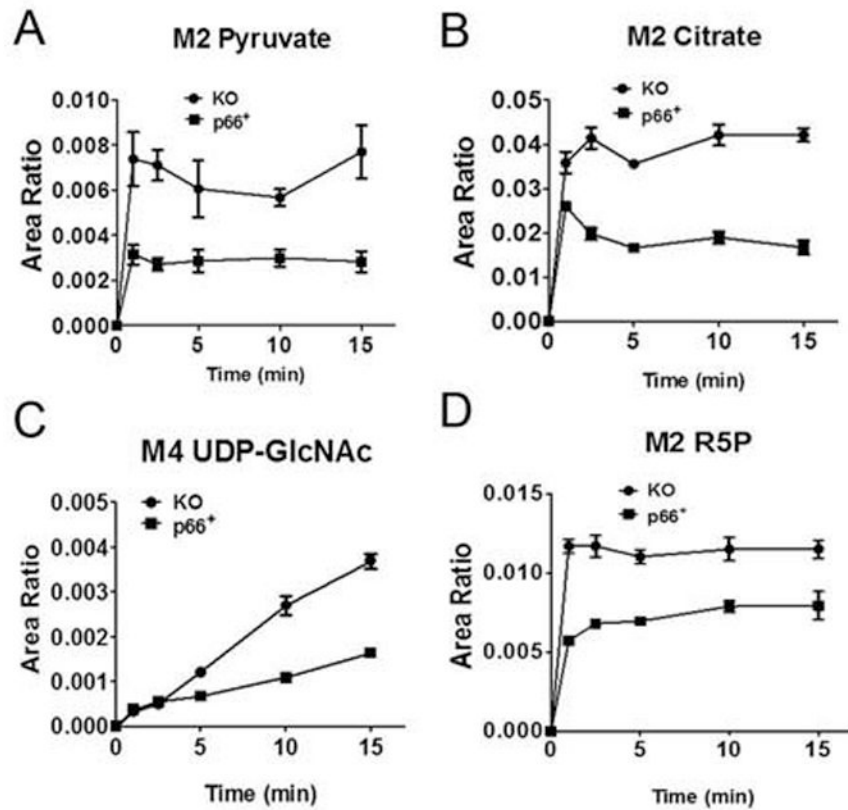 A
M2 Pyruvate
KO
p66+
0.010
0.008
0.006
0.004
0.002
0.000
0 5 10 15
Area Ratio
Time (min)
B
M2 Citrate
KO
p66+
0.05
0.04
0.03
0.02
0.01
0.00
0 5 10 15
Area Ratio
Time (min)
C
M4 UDP-GlcNAc
KO
p66+
0.005
0.004
0.003
0.002
0.001
0.000
0 5 10 15
Area Ratio
Time (min)
D
M2 R5P
KO
p66+
0.015
0.010
0.005
0.000
0 5 10 15
Area Ratio
Time (min)